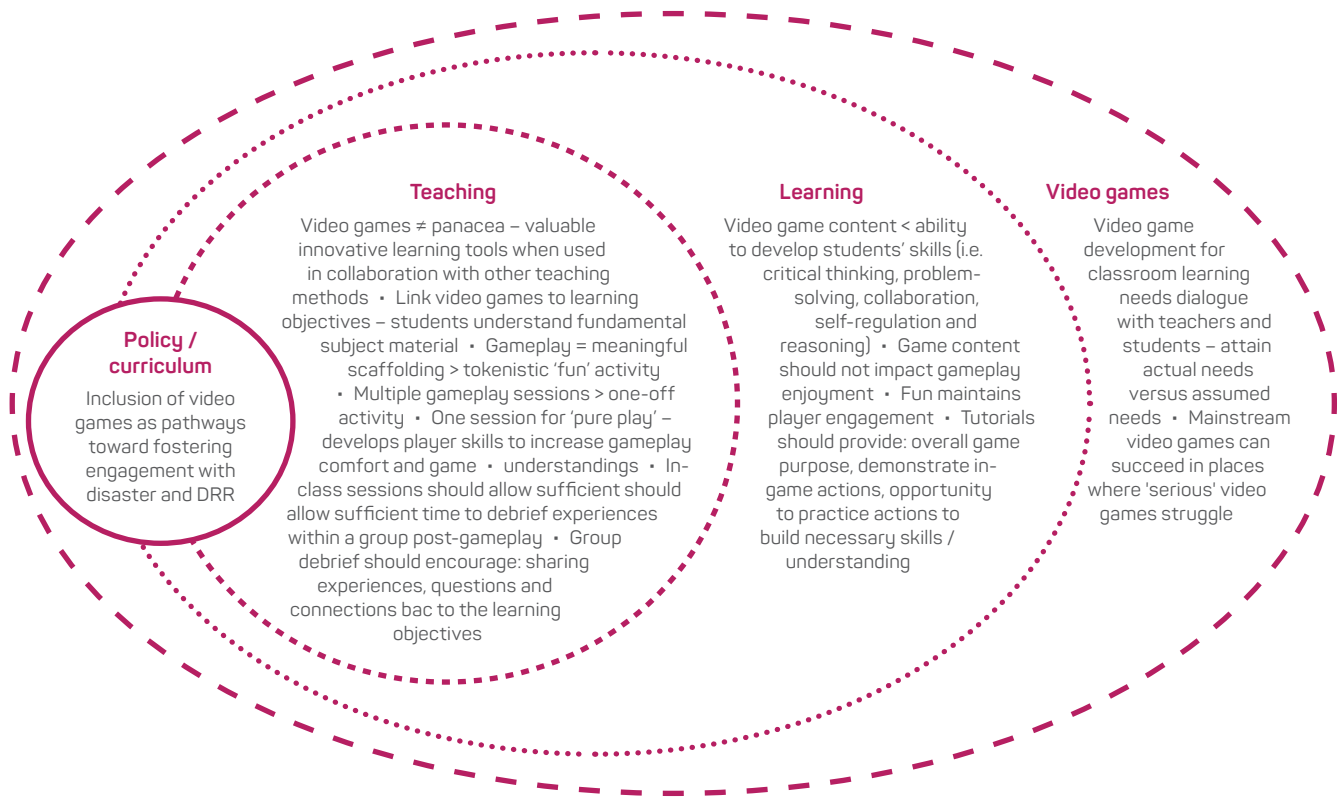 Policy /
curriculum
Inclusion of video
games as pathways
toward fostering
engagement with
disaster and DRR
Teaching
Video games ≠ panacea – valuable
innovative learning tools when used
in collaboration with other teaching
methods • Link video games to learning
objectives – students understand fundamental
subject material • Gameplay = meaningful
scaffolding > tokenistic 'fun' activity
• Multiple gameplay sessions > one-off
activity • One session for 'pure play' –
develops player skills to increase gameplay
comfort and game • understandings • In-
class sessions should allow sufficient should
allow sufficient time to debrief experiences
within a group post-gameplay • Group
debrief should encourage: sharing
experiences, questions and
connections bac to the learning
objectives
Learning
Video game content < ability
to develop students' skills (i.e.
critical thinking, problem-
solving, collaboration,
self-regulation and
reasoning) • Game content
should not impact gameplay
enjoyment • Fun maintains
player engagement • Tutorials
should provide: overall game
purpose, demonstrate in-
game actions, opportunity
to practice actions to
build necessary skills /
understanding
Video games
Video game
development for
classroom learning
needs dialogue
with teachers and
students – attain
actual needs
versus assumed
needs • Mainstream
video games can
succeed in places
where 'serious' video
games struggle